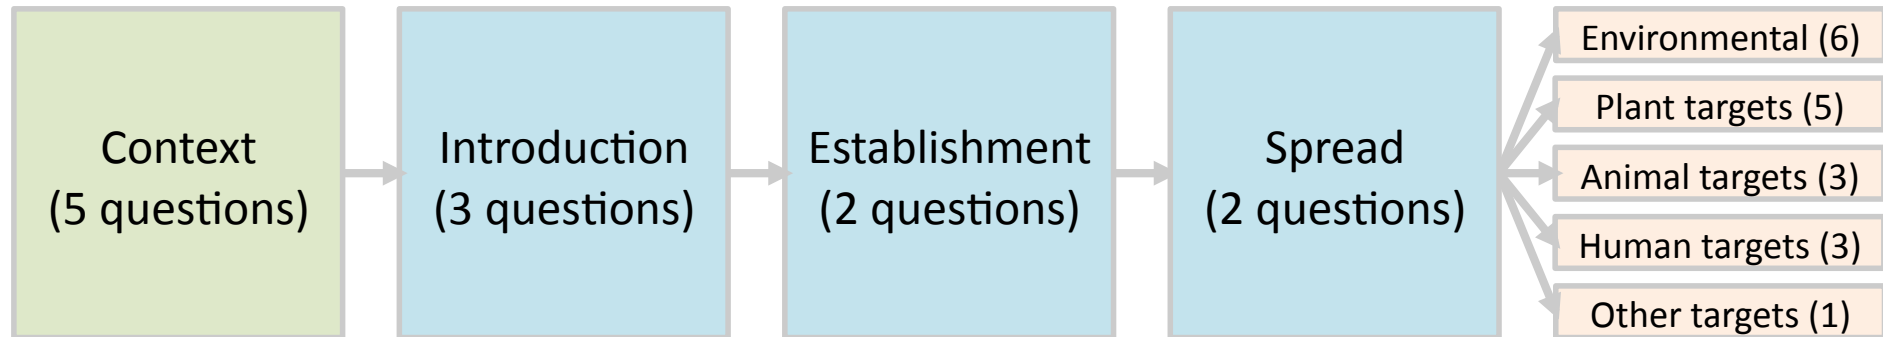 Context
(5 questions)
Introduction
(3 questions)
Establishment
(2 questions)
Spread
(2 questions)
Environmental (6)
Plant targets (5)
Animal targets (3)
Human targets (3)
Other targets (1)